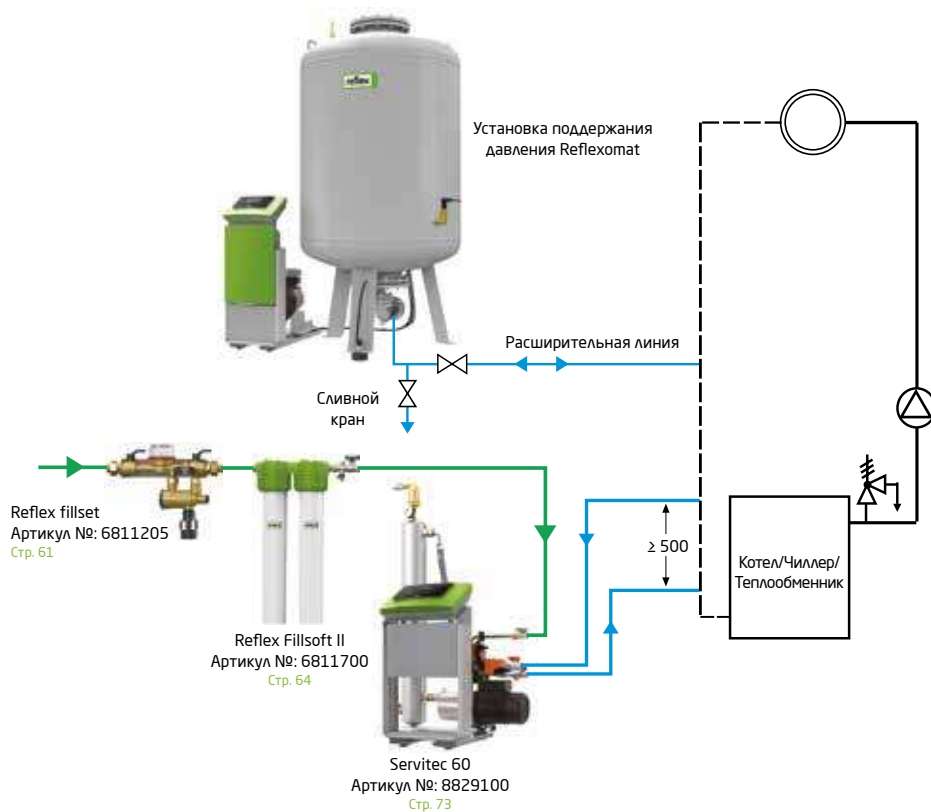 reflex
Установка поддержания
давления Reflexomat
Расширительная линия
Сливной
кран
Reflex fillset
Артикул №: 6811205
Стр. 61
≥ 500
Котел/Чиллер/
Теплообменник
Reflex Fillsoft II
Артикул №: 6811700
Стр. 64
Servitec 60
Артикул №: 8829100
Стр. 73